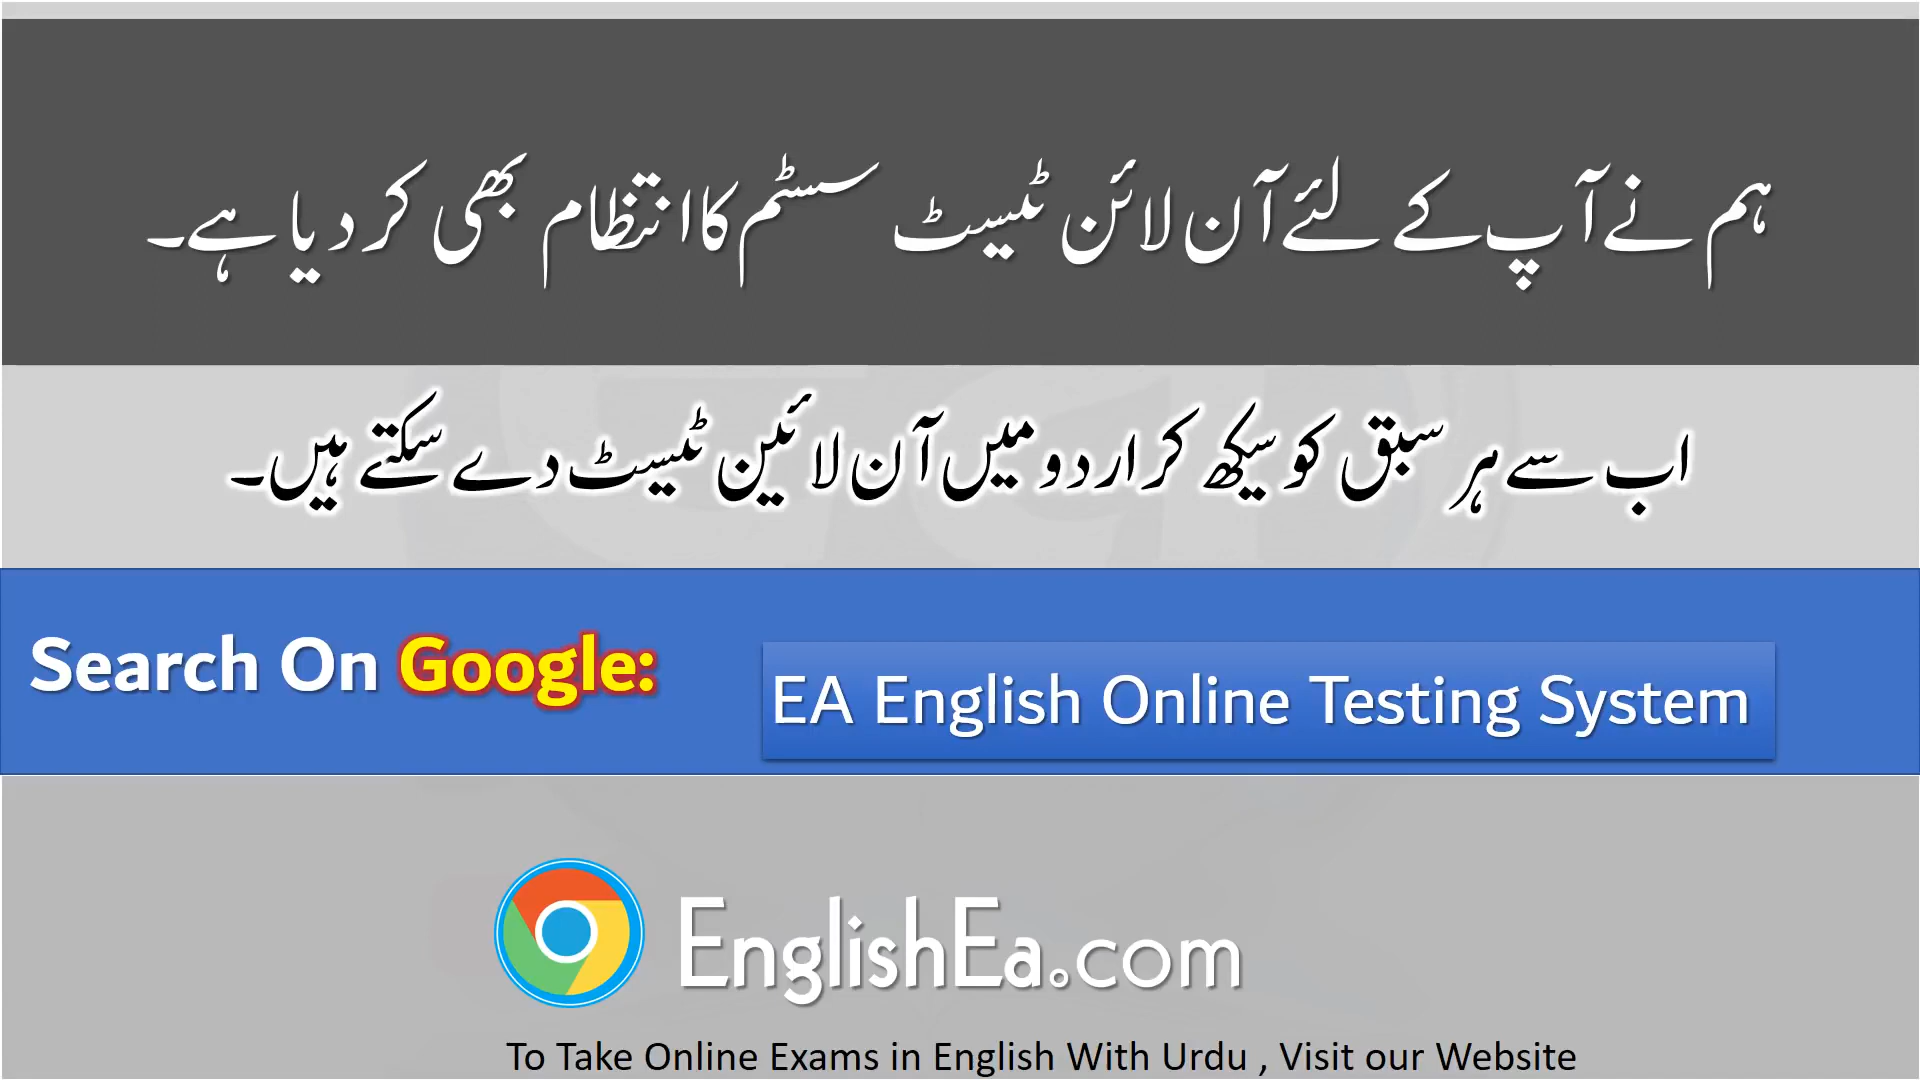 ہم نے آپ کے لئے آن لائن ٹیسٹ سسٹم کا انتظام بھی کر دیا ہے۔
اب سے ہر سبق کو سیکھ کر اردو میں آن لائین ٹیسٹ دے سکتے ہیں۔
Search On Google: EA English Online Testing System
EnglishEa.com
To Take Online Exams in English With Urdu , Visit our Website